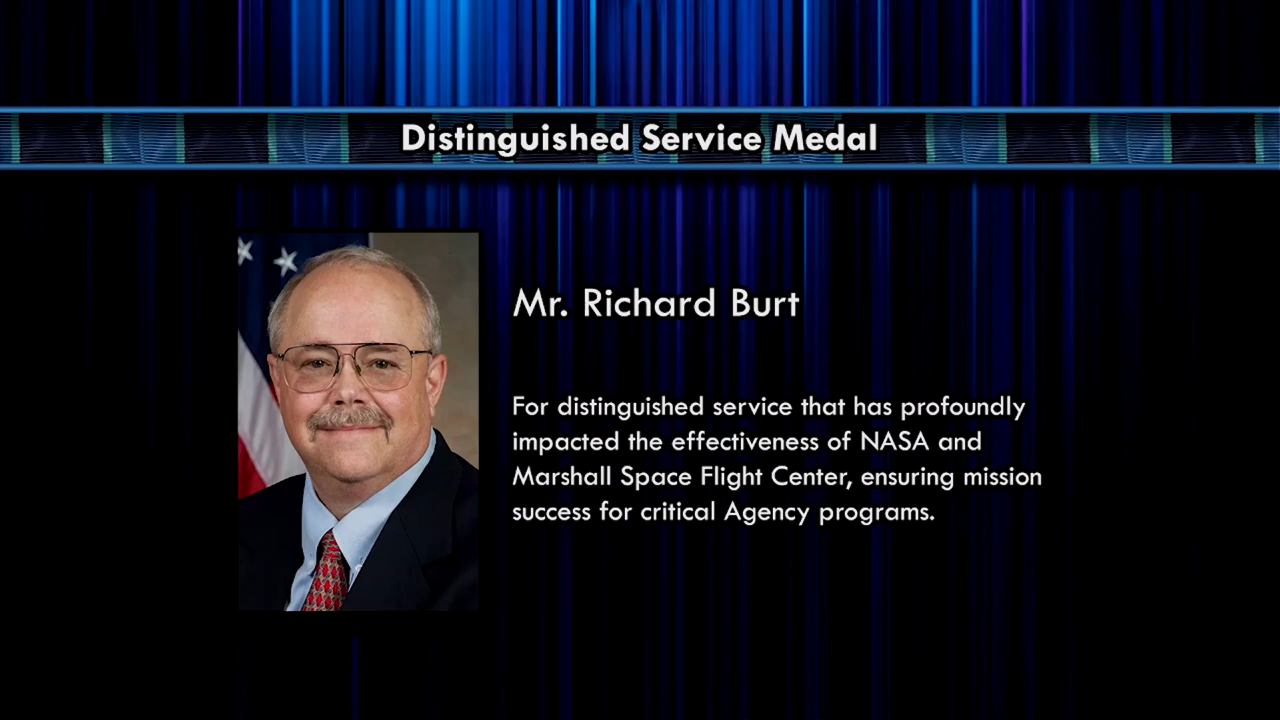 Distinguished Service Medal
Mr. Richard Burt
For distinguished service that has profoundly
impacted the effectiveness of NASA and
Marshall Space Flight Center, ensuring mission
success for critical Agency programs.